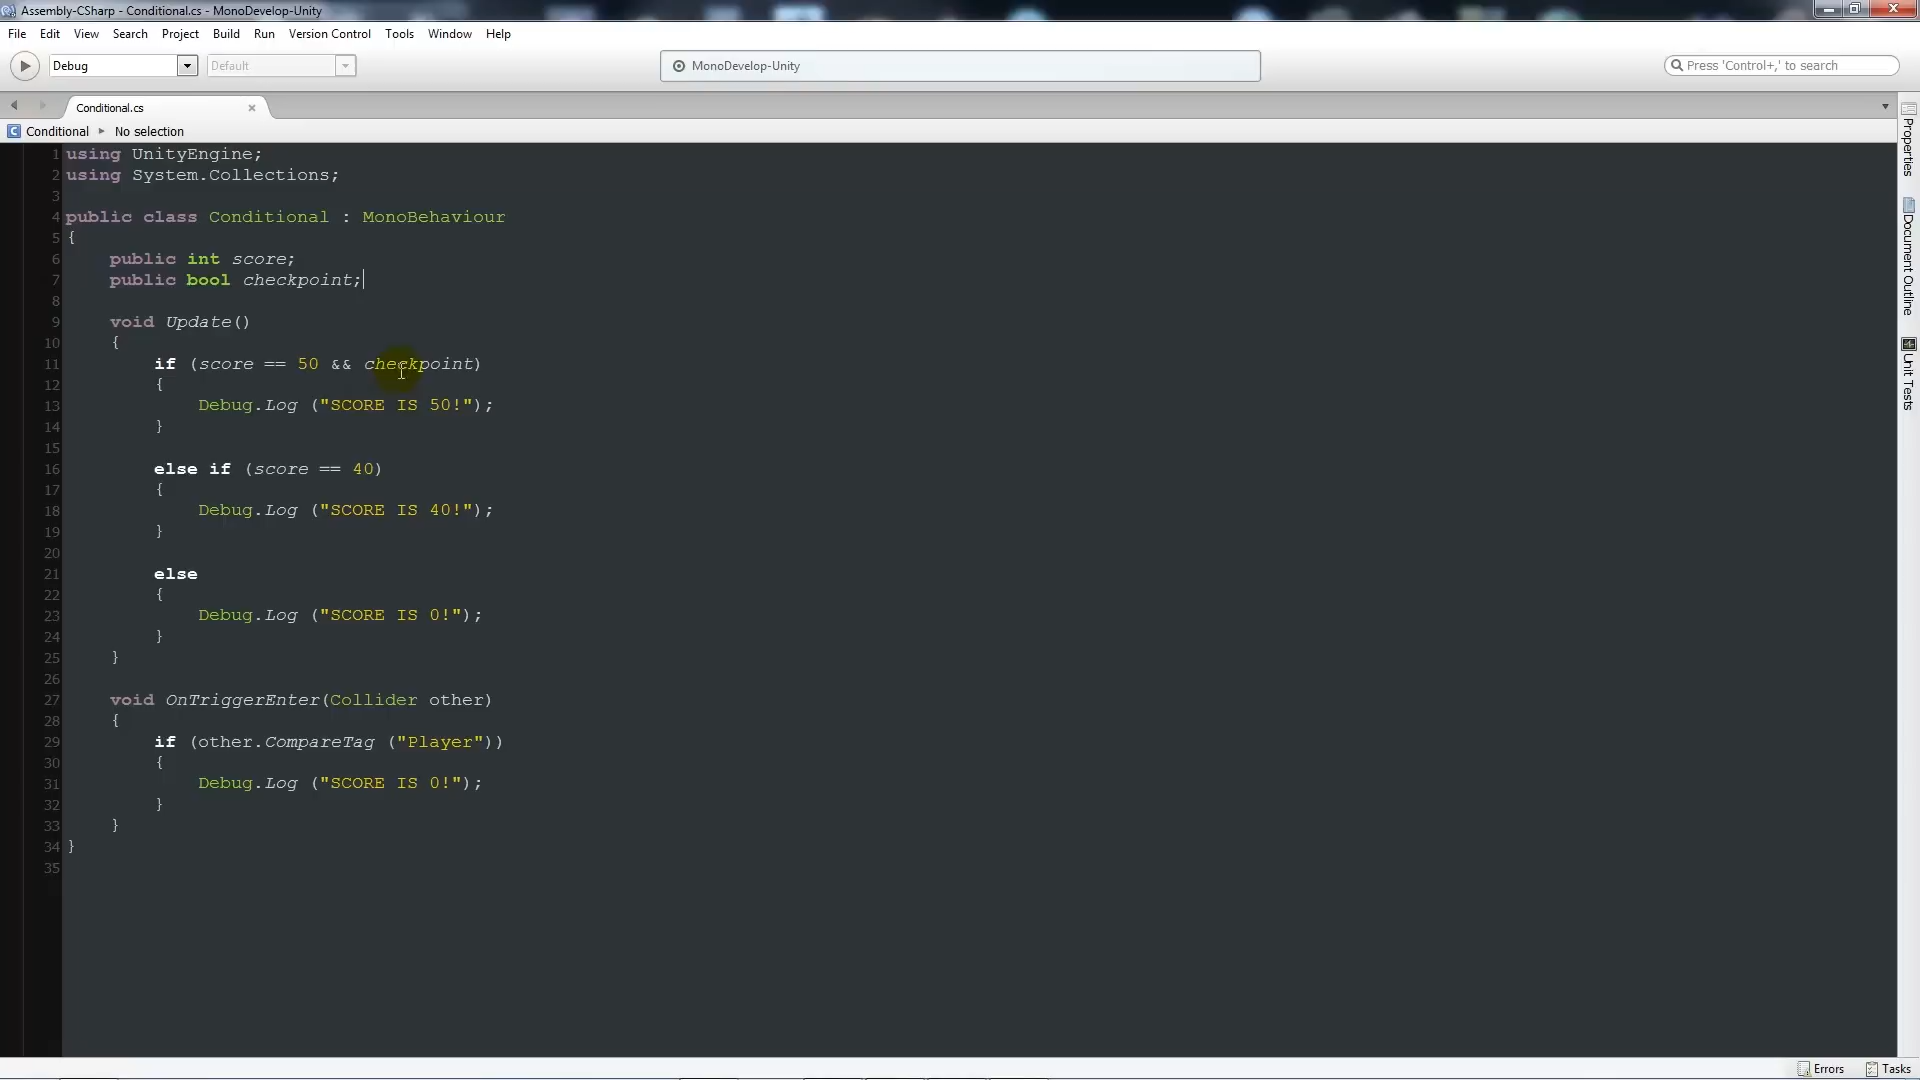 Assembly-CSharp - Conditional.cs - MonoDevelop-Unity
File Edit View Search Project Build Run Version Control Tools Window Help
Debug Default MonoDevelop-Unity Press 'Control+,' to search
Conditional.cs
Conditional No selection
1 using UnityEngine;
2 using System.Collections;
3
4 public class Conditional : MonoBehaviour
5 {
6 public int score;
7 public bool checkpoint;
8
9 void Update()
10 {
11 if (score == 50 && checkpoint)
12 {
13 Debug.Log ("SCORE IS 50!");
14 }
15
16 else if (score == 40)
17 {
18 Debug.Log ("SCORE IS 40!");
19 }
20
21 else
22 {
23 Debug.Log ("SCORE IS 0!");
24 }
25 }
26
27 void OnTriggerEnter(Collider other)
28 {
29 if (other.CompareTag ("Player"))
30 {
31 Debug.Log ("SCORE IS 0!");
32 }
33 }
34 }
35
Properties
Document Outline
Unit Tests
Errors Tasks